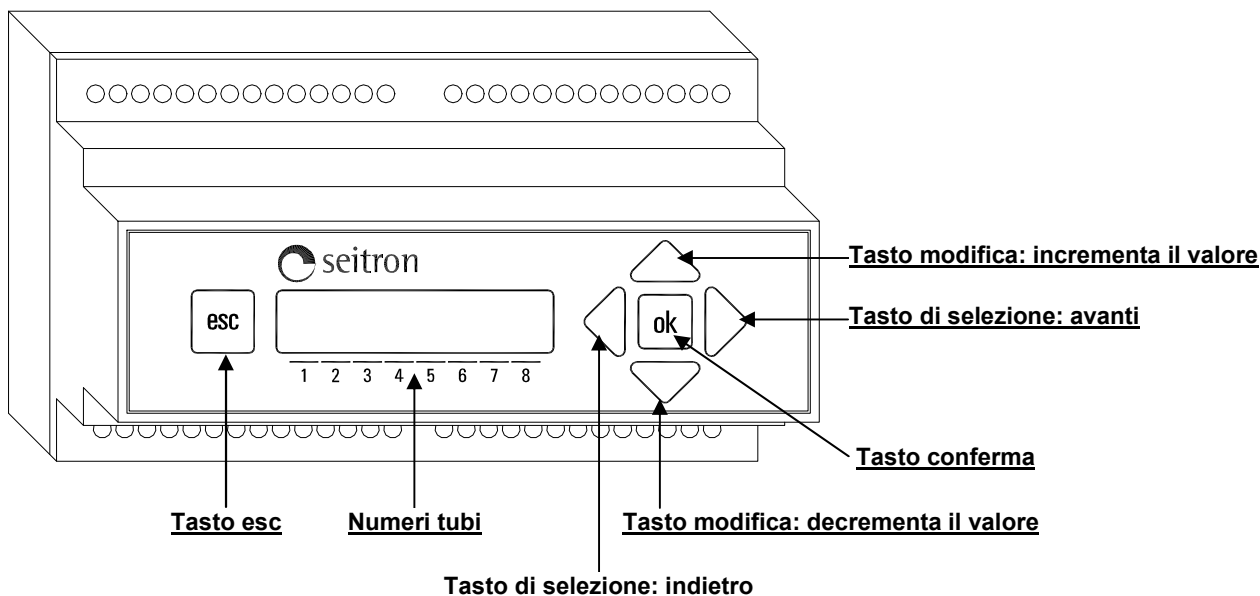 seitron
Tasto modifica: incrementa il valore
esc
ok
Tasto di selezione: avanti
1 2 3 4 5 6 7 8
Tasto conferma
Tasto esc
Numeri tubi
Tasto modifica: decrementa il valore
Tasto di selezione: indietro